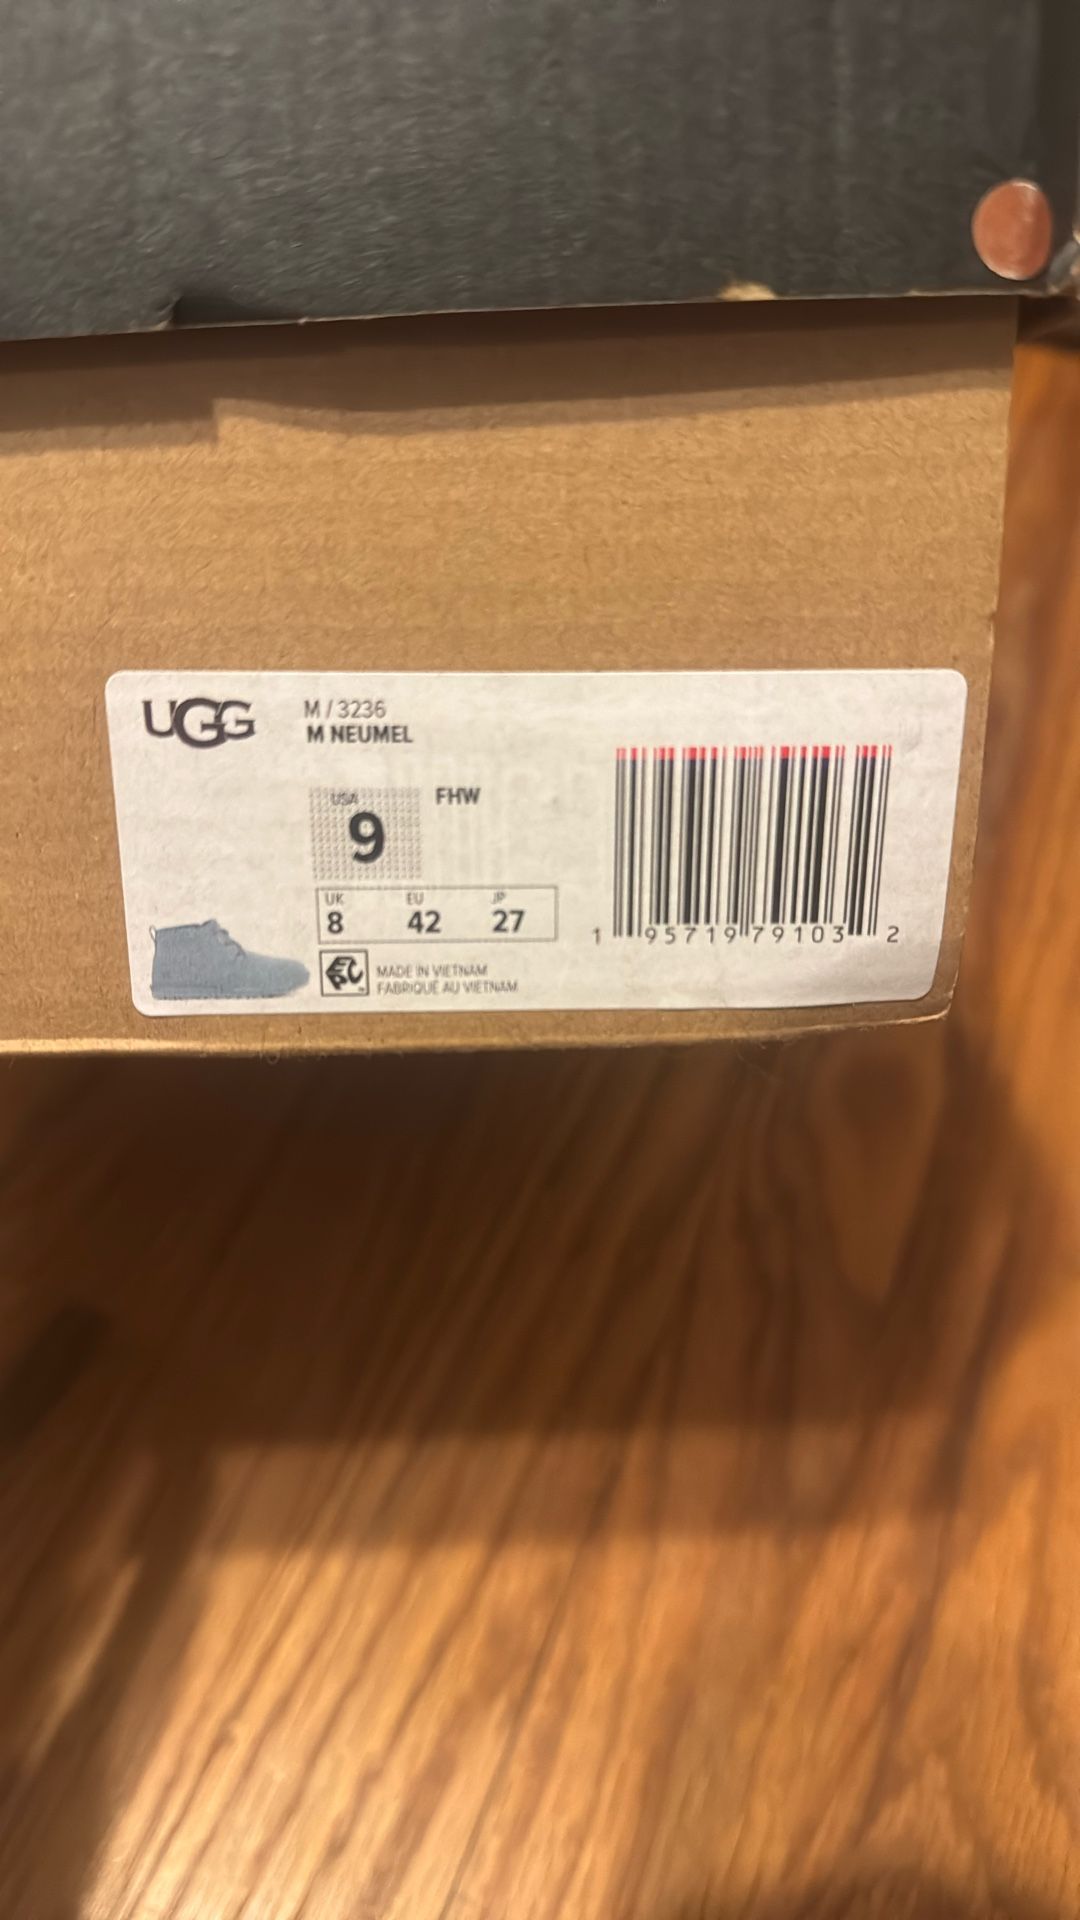 UGG
M / 3236
M NEUMEL
USA
9
FHW
UK EU JP
8 42 27
MADE IN VIETNAM
FABRIQUÉ AU VIETNAM
1 95719 79103 2